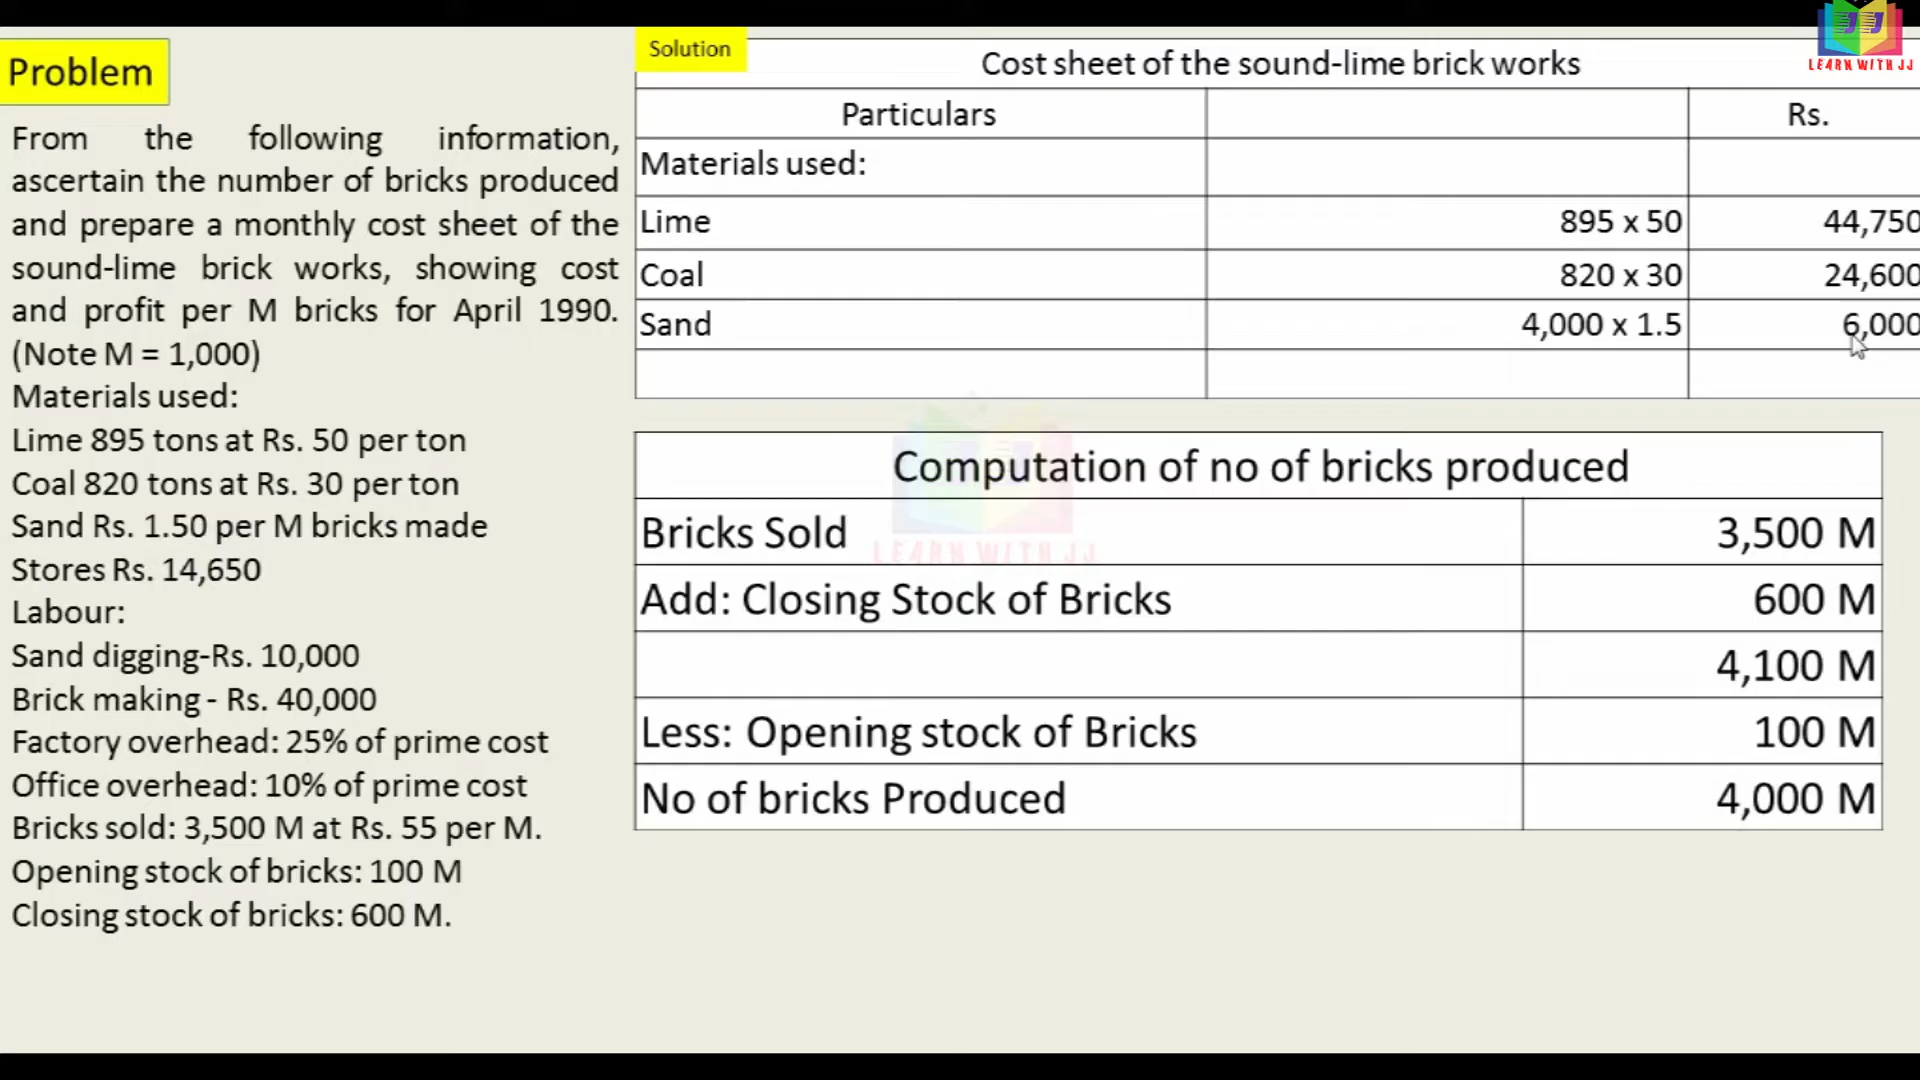 LEARN WITH JJ
Problem
From the following information,
ascertain the number of bricks produced
and prepare a monthly cost sheet of the
sound-lime brick works, showing cost
and profit per M bricks for April 1990.
(Note M = 1,000)
Materials used:
Lime 895 tons at Rs. 50 per ton
Coal 820 tons at Rs. 30 per ton
Sand Rs. 1.50 per M bricks made
Stores Rs. 14,650
Labour:
Sand digging-Rs. 10,000
Brick making - Rs. 40,000
Factory overhead: 25% of prime cost
Office overhead: 10% of prime cost
Bricks sold: 3,500 M at Rs. 55 per M.
Opening stock of bricks: 100 M
Closing stock of bricks: 600 M.
Solution
Cost sheet of the sound-lime brick works
Particulars Rs.
Materials used:
Lime 895 x 50 44,750
Coal 820 x 30 24,600
Sand 4,000 x 1.5 6,000
Computation of no of bricks produced
Bricks Sold 3,500 M
LEARN WITH JJ
Add: Closing Stock of Bricks 600 M
4,100 M
Less: Opening stock of Bricks 100 M
No of bricks Produced 4,000 M